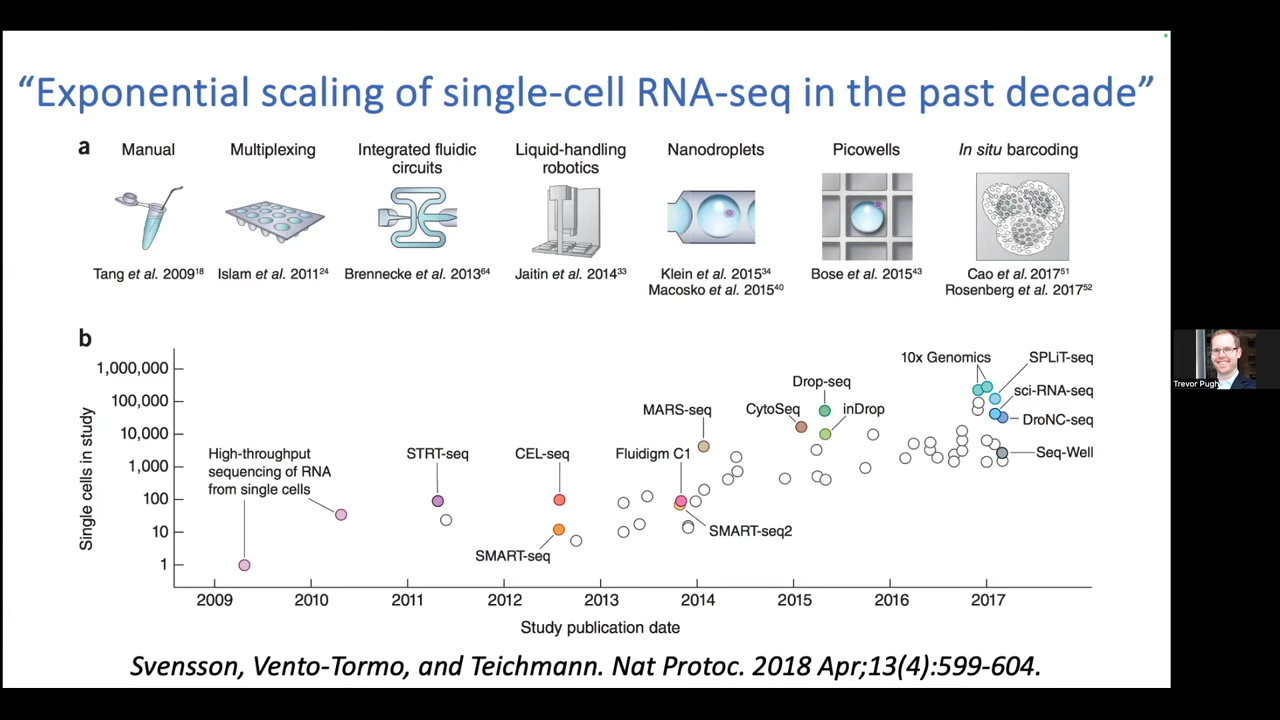 “Exponential scaling of single-cell RNA-seq in the past decade”
a
Manual
Multiplexing
Integrated fluidic
circuits
Liquid-handling
robotics
Nanodroplets
Picowells
In situ barcoding
Tang et al. 2009¹⁸
Islam et al. 2011²⁴
Brennecke et al. 2013⁶⁴
Jaitin et al. 2014³³
Klein et al. 2015³⁴
Macosko et al. 2015⁴⁰
Bose et al. 2015⁴³
Cao et al. 2017⁵¹
Rosenberg et al. 2017⁵²
b
Single cells in study
1,000,000
100,000
10,000
1,000
100
10
1
High-throughput
sequencing of RNA
from single cells
STRT-seq
CEL-seq
SMART-seq
Fluidigm C1
SMART-seq2
MARS-seq
CytoSeq
Drop-seq
inDrop
10x Genomics
SPLiT-seq
sci-RNA-seq
DroNC-seq
Seq-Well
2009
2010
2011
2012
2013
2014
2015
2016
2017
Study publication date
Svensson, Vento-Tormo, and Teichmann. Nat Protoc. 2018 Apr;13(4):599-604.
Trevor Pugh